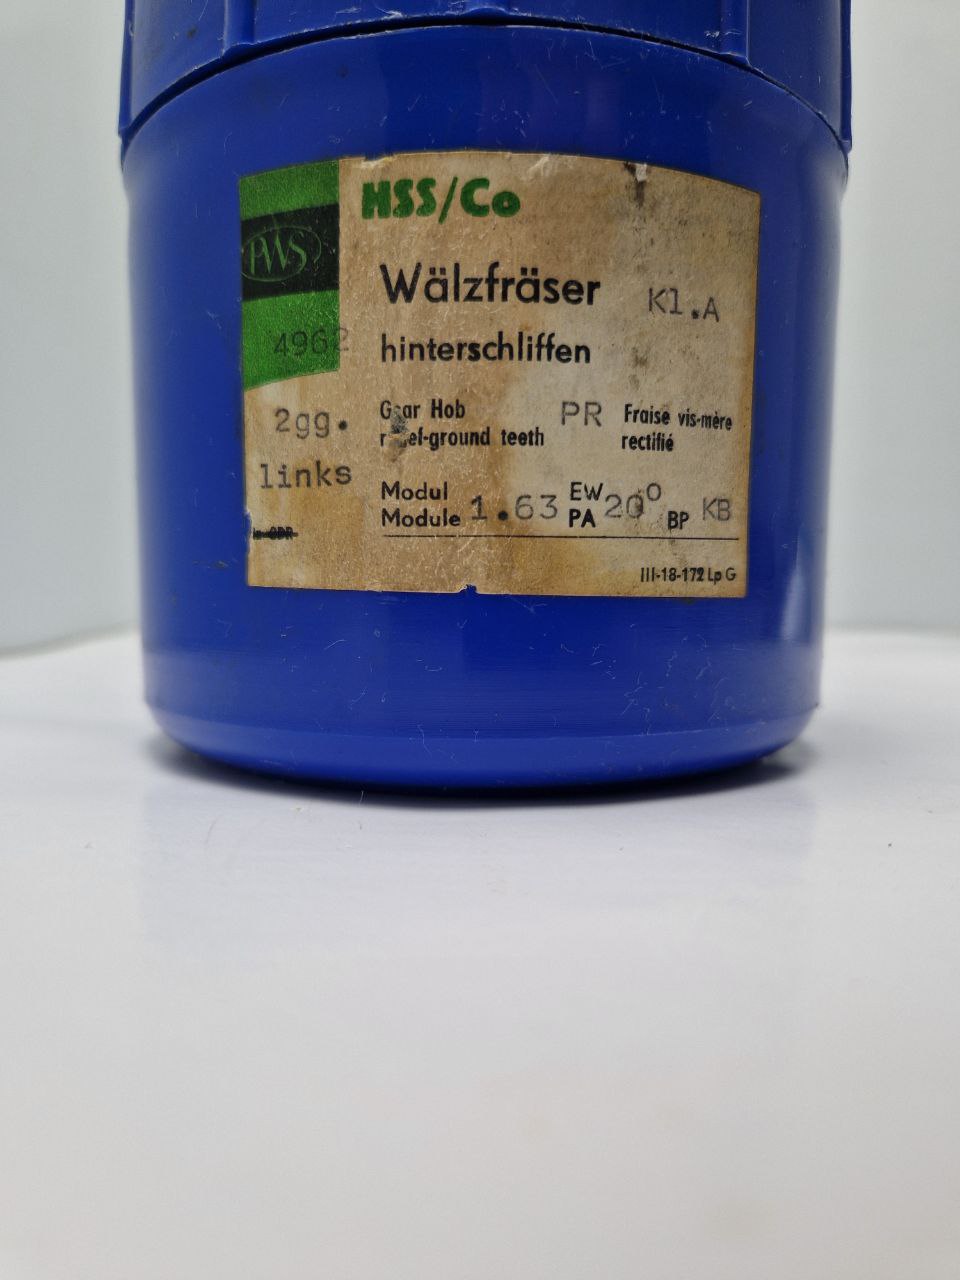 HSS/Co
PWS
Wälzfräser
Kl.A
4962
hinterschliffen
2gg.
links
Gear Hob
relief-ground teeth
PR
Fraise vis-mère
rectifié
Modul
Module
1.63
EW
PA
20°
BP
KB
III-18-172 Lp G